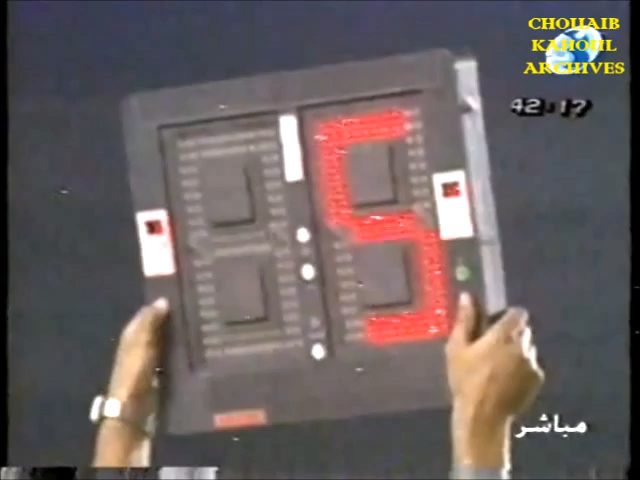 CHOUAIB
KAHOUL
ARCHIVES
42:17
5
مباشر